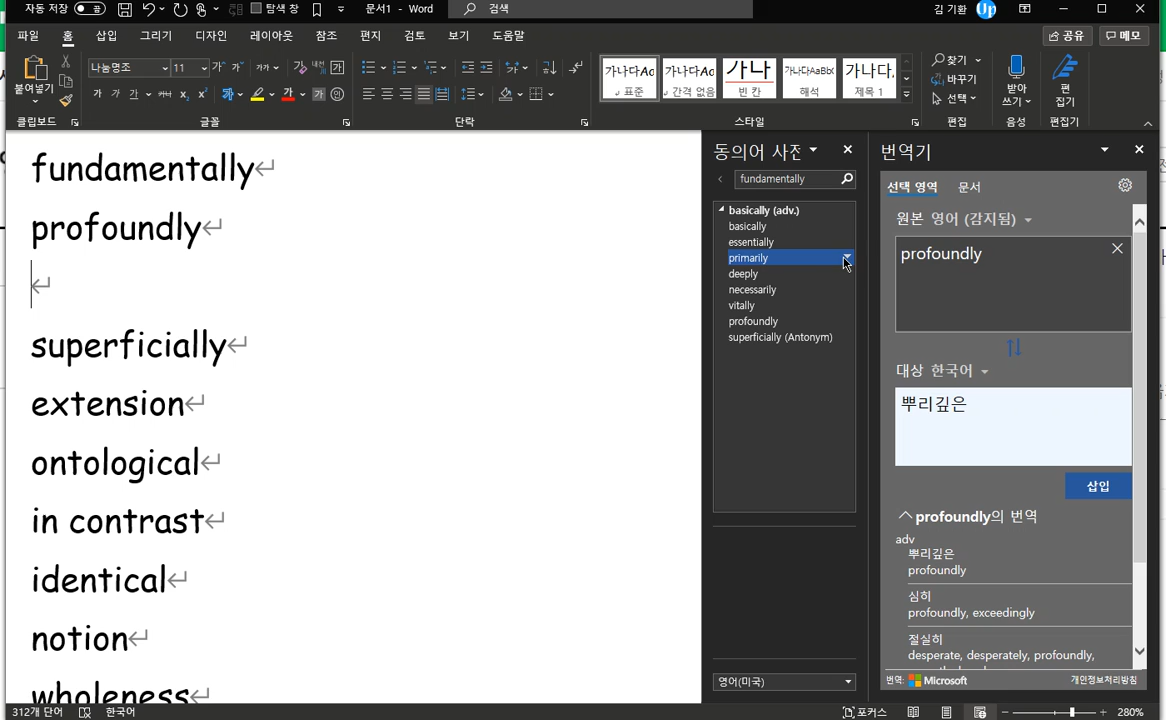 자동 저장 탐색 창 문서1 - Word 검색 김 기환
파일 홈 삽입 그리기 디자인 레이아웃 참조 편지 검토 보기 도움말 공유 메모
붙여넣기 나눔명조 11 가나다Aa 가나다Aa 가나 가나다AaBbC 가나다, 찾기 바꾸기 선택 받아쓰기 편집기
표준 간격 없음 빈 칸 해석 제목 1
클립보드 글꼴 단락 스타일 편집 음성 편집기
fundamentally
profoundly
superficially
extension
ontological
in contrast
identical
notion
wholeness
동의어 사전
fundamentally
basically (adv.)
basically
essentially
primarily
deeply
necessarily
vitally
profoundly
superficially (Antonym)
영어(미국)
번역기
선택 영역 문서
원본 영어 (감지됨)
profoundly
대상 한국어
뿌리깊은
삽입
profoundly의 번역
adv
뿌리깊은
profoundly
심히
profoundly, exceedingly
절실히
desperate, desperately, profoundly,
번역: Microsoft 개인정보처리방침
312개 단어 한국어 포커스 280%